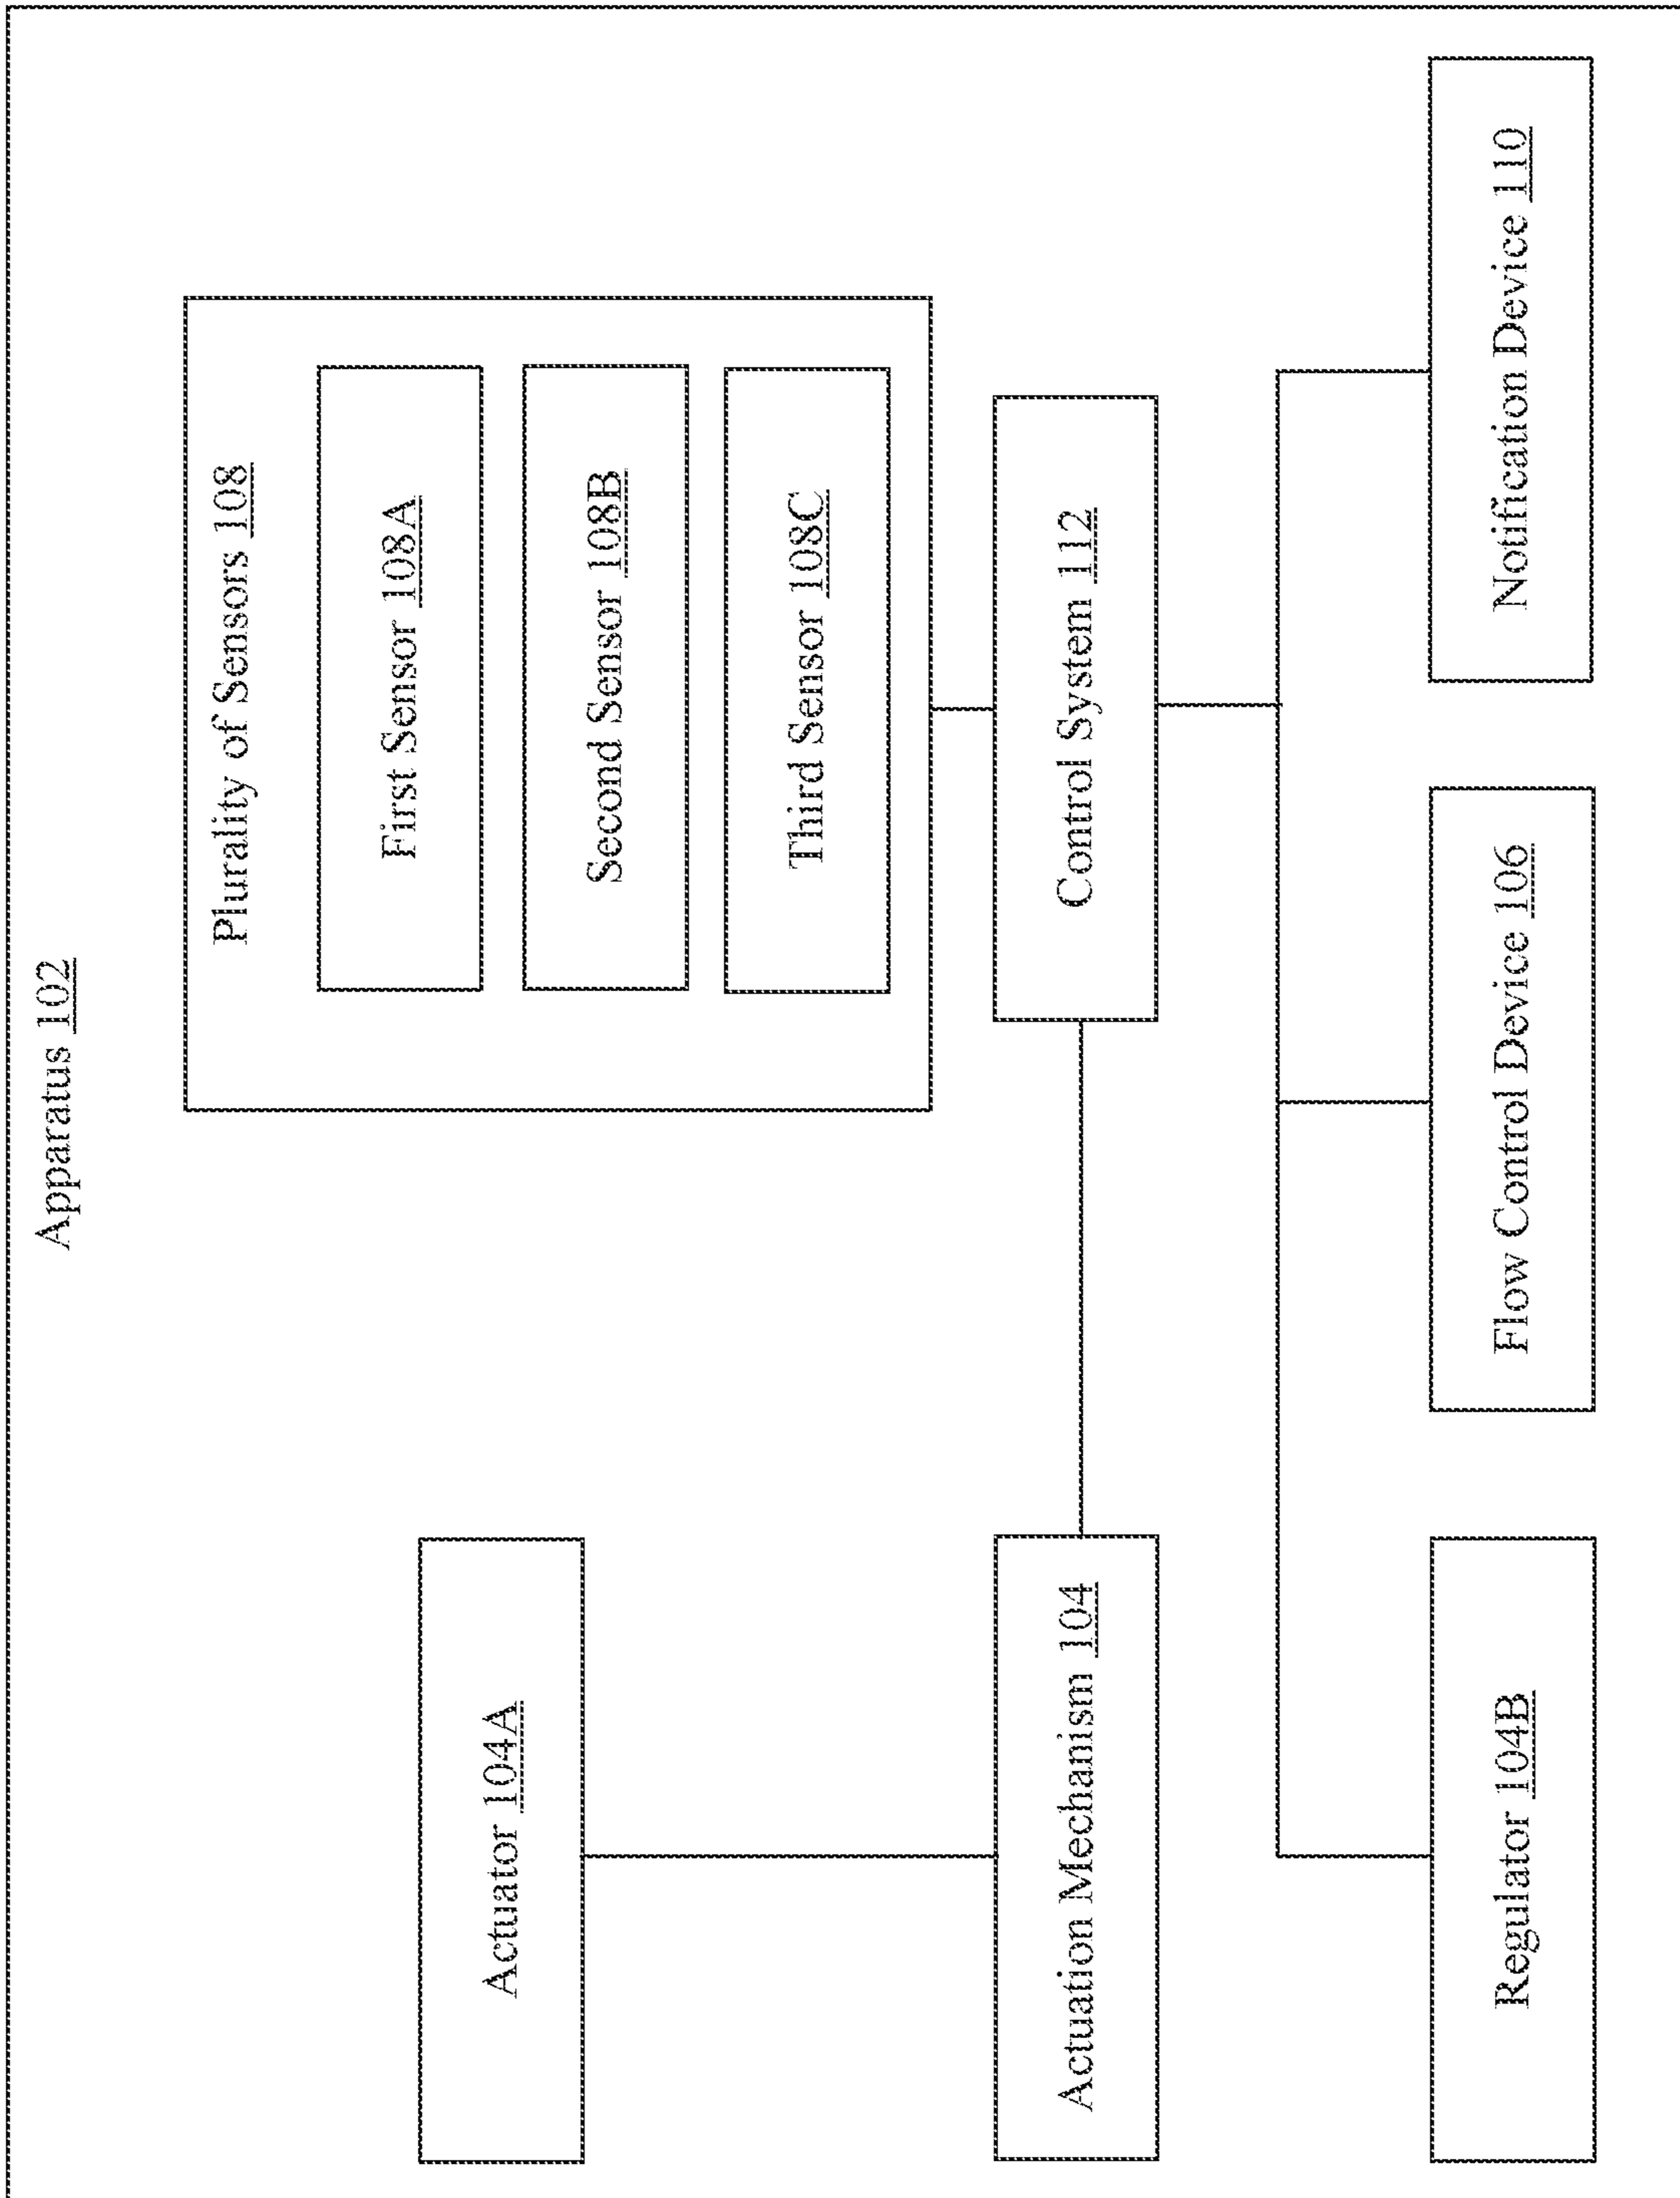 Apparatus 102
Plurality of Sensors 108
First Sensor 108A
Second Sensor 108B
Third Sensor 108C
Actuator 104A
Actuation Mechanism 104
Control System 112
Regulator 104B
Flow Control Device 106
Notification Device 110